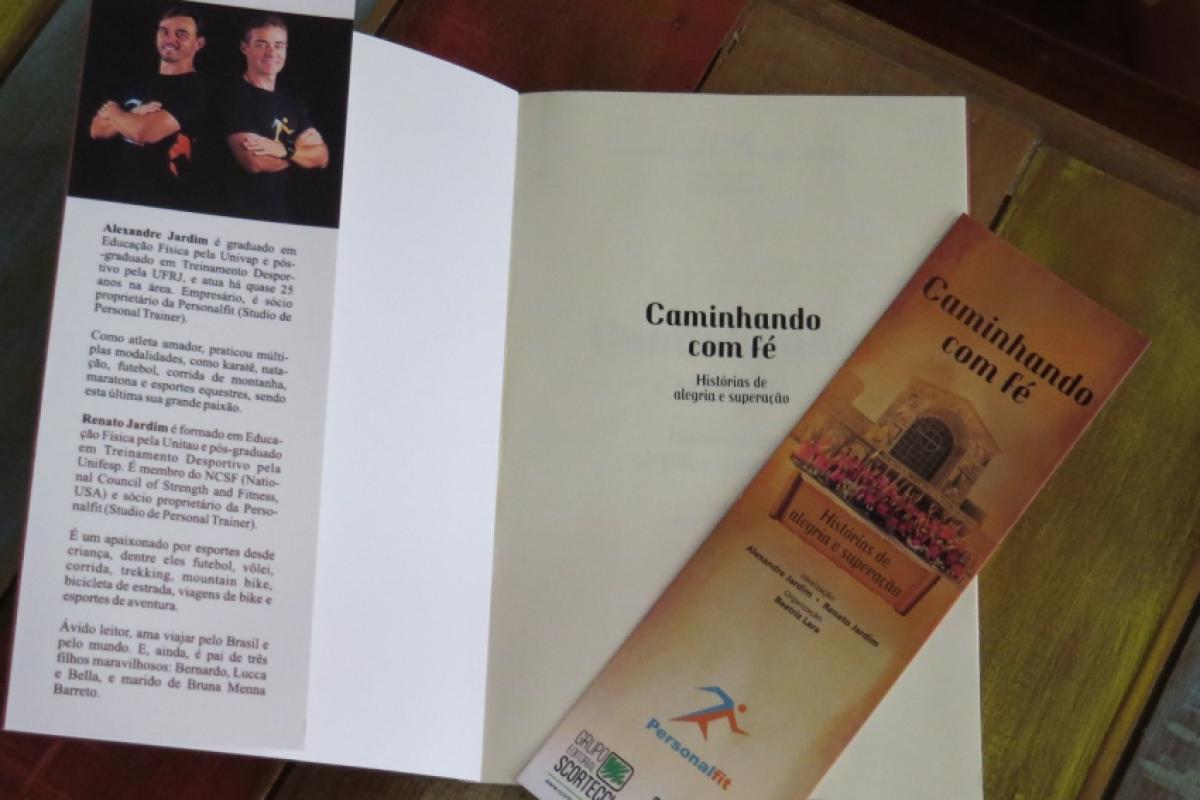 Alexandre Jardim é graduado em
Educação Física pela Univap e pós-
-graduado em Treinamento Despor-
tivo pela UFRJ, e atua há quase 25
anos na área. Empresário, é sócio
proprietário da Personalfit (Studio de
Personal Trainer).
Como atleta amador, praticou múlti-
plas modalidades, como karatê, nata-
ção, futebol, corrida de montanha,
maratona e esportes equestres, sendo
esta última sua grande paixão.
Renato Jardim é formado em Educa-
ção Física pela Unitau e pós-graduado
em Treinamento Desportivo pela
Unifesp. É membro do NCSF (Natio-
nal Council of Strength and Fitness,
USA) e sócio proprietário da Perso-
nalfit (Studio de Personal Trainer).
É um apaixonado por esportes desde
criança, dentre eles futebol, vôlei,
corrida, trekking, mountain bike,
bicicleta de estrada, viagens de bike e
esportes de aventura.
Ávido leitor, ama viajar pelo Brasil e
pelo mundo. E, ainda, é pai de três
filhos maravilhosos: Bernardo, Lucca
e Bella, e marido de Bruna Menna
Barreto.
Caminhando
com fé
Histórias de
alegria e superação
Caminhando
com fé
Histórias de
alegria e superação
Idealização:
Alexandre Jardim • Renato Jardim
Organização:
Beatriz Lara
Personalfit
GRUPO
EDITORIAL
SCORTECCI